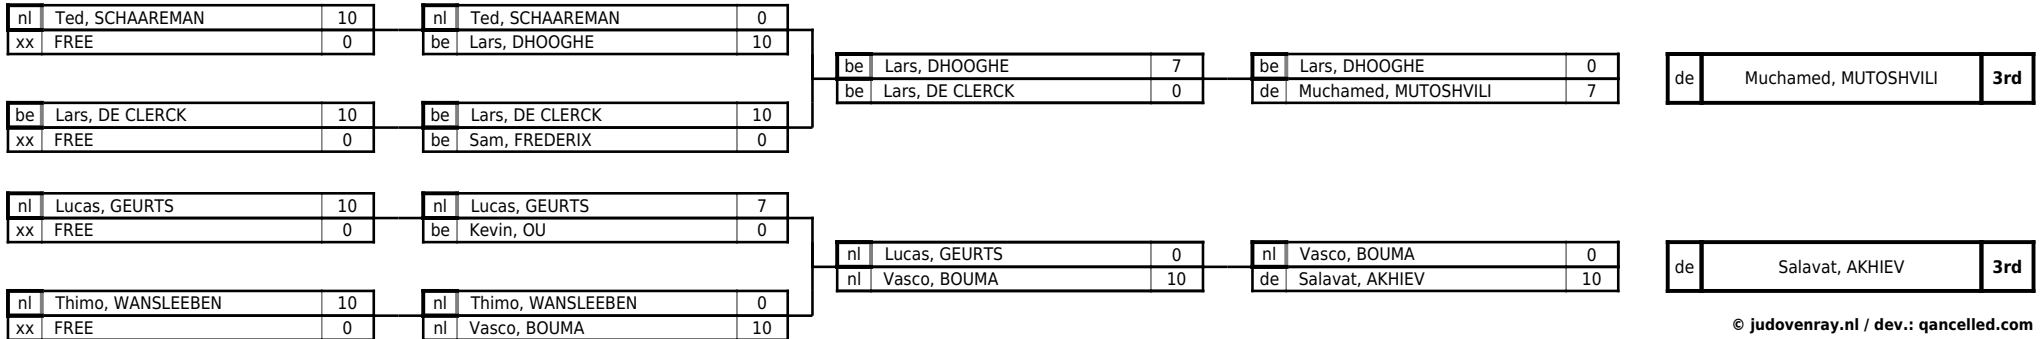 nl Ted, SCHAAREMAN 10
xx FREE 0
nl Ted, SCHAAREMAN 0
be Lars, DHOOGHE 10
be Lars, DHOOGHE 7
be Lars, DE CLERCK 0
be Lars, DHOOGHE 0
de Muchamed, MUTOSHVILI 7
de Muchamed, MUTOSHVILI 3rd
be Lars, DE CLERCK 10
xx FREE 0
be Lars, DE CLERCK 10
be Sam, FREDERIX 0
nl Lucas, GEURTS 10
xx FREE 0
nl Lucas, GEURTS 7
be Kevin, OU 0
nl Lucas, GEURTS 0
nl Vasco, BOUMA 10
nl Vasco, BOUMA 0
de Salavat, AKHIEV 10
de Salavat, AKHIEV 3rd
nl Thimo, WANSLEEBEN 10
xx FREE 0
nl Thimo, WANSLEEBEN 0
nl Vasco, BOUMA 10
© judovenray.nl / dev.: qancelled.com